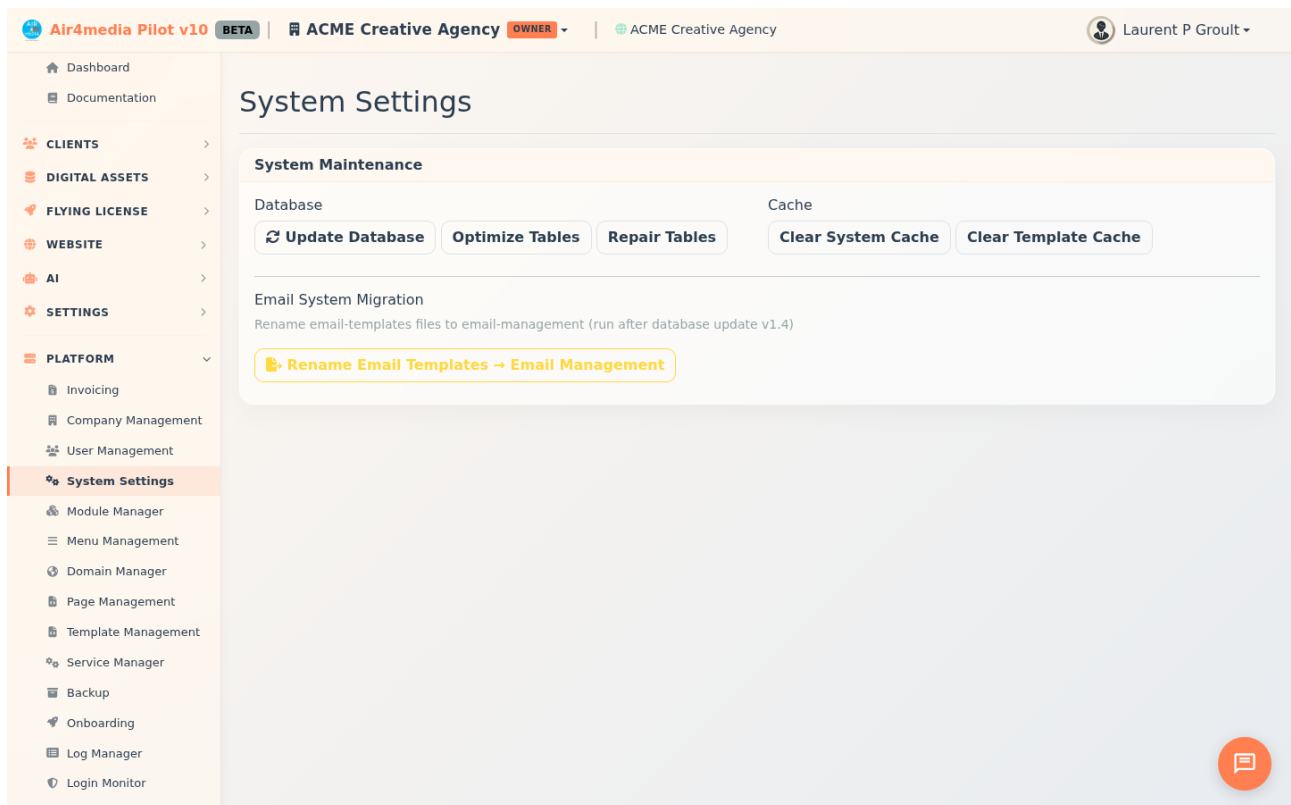 Air4media Pilot v10 BETA ACME Creative Agency OWNER ACME Creative Agency Laurent P Groult
Dashboard
Documentation
CLIENTS
DIGITAL ASSETS
FLYING LICENSE
WEBSITE
AI
SETTINGS
PLATFORM
Invoicing
Company Management
User Management
System Settings
Module Manager
Menu Management
Domain Manager
Page Management
Template Management
Service Manager
Backup
Onboarding
Log Manager
Login Monitor
System Settings
System Maintenance
Database
Update Database Optimize Tables Repair Tables
Cache
Clear System Cache Clear Template Cache
Email System Migration
Rename email-templates files to email-management (run after database update v1.4)
Rename Email Templates → Email Management